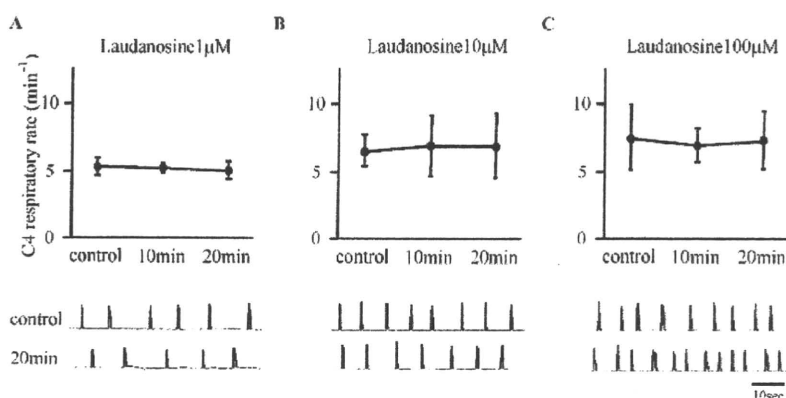 A
B
C
Laudanosine1μM
Laudanosine10μM
Laudanosine100μM
C4 respiratory rate (min⁻¹)
10
5
0
control 10min 20min
10
5
0
control 10min 20min
10
5
0
control 10min 20min
control
20min
10sec